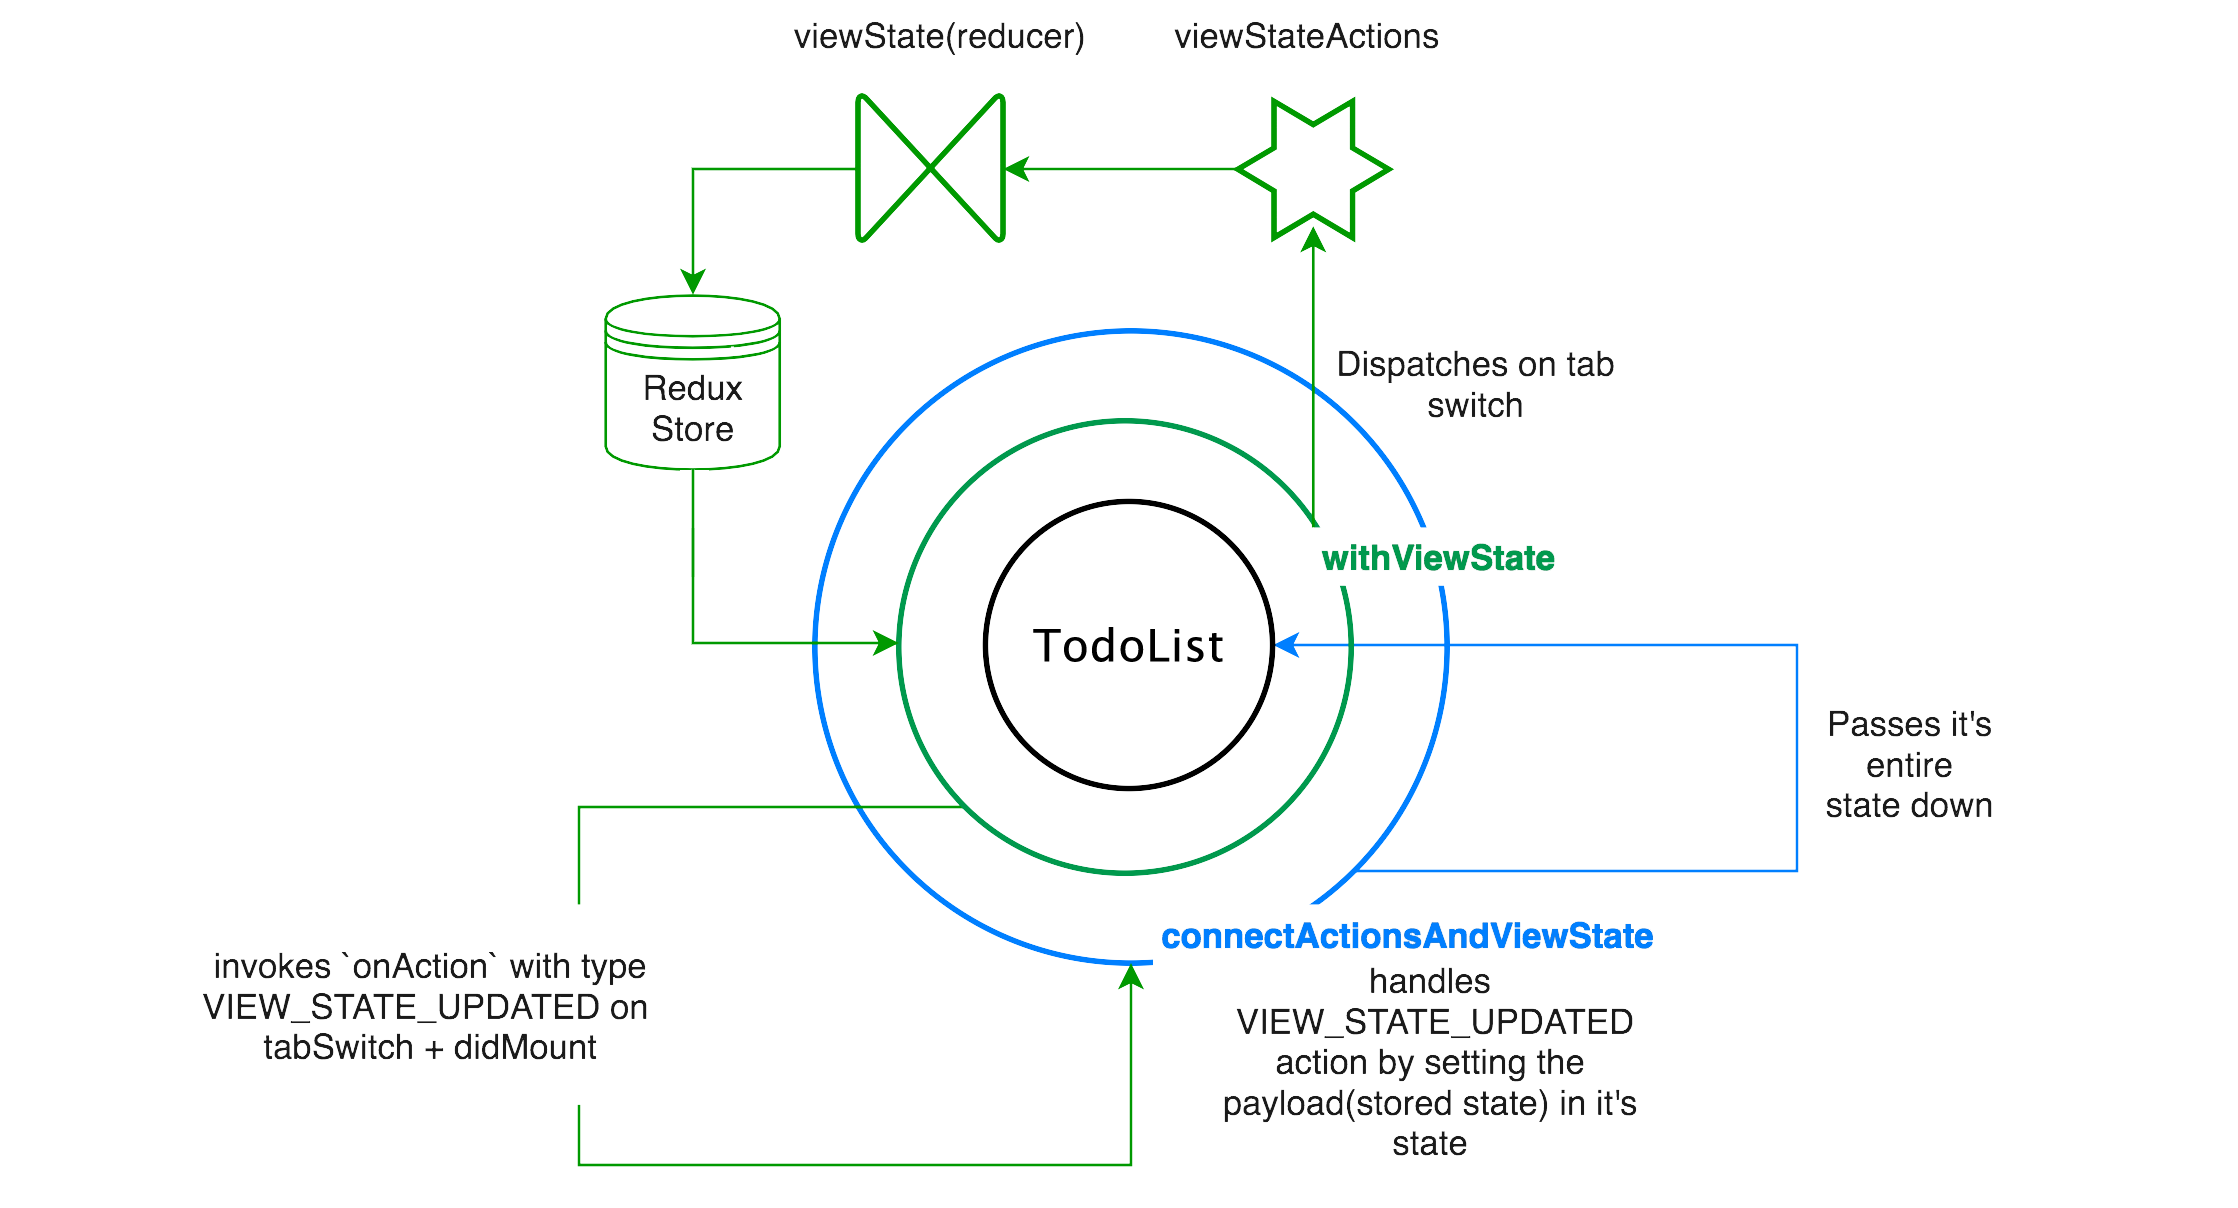 viewState(reducer)
viewStateActions
Redux
Store
Dispatches on tab
switch
withViewState
TodoList
Passes it's
entire
state down
connectActionsAndViewState
invokes `onAction` with type
VIEW_STATE_UPDATED on
tabSwitch + didMount
handles
VIEW_STATE_UPDATED
action by setting the
payload(stored state) in it's
state